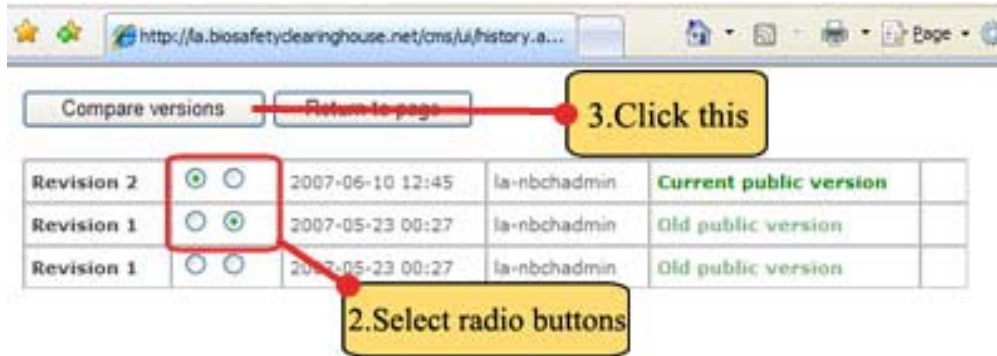 http://la.biosafetyclearinghouse.net/cms/ui/history.a... Page
Compare versions Return to page
3.Click this
Revision 2 2007-06-10 12:45 la-nbchadmin Current public version
Revision 1 2007-05-23 00:27 la-nbchadmin Old public version
Revision 1 2007-05-23 00:27 la-nbchadmin Old public version
2.Select radio buttons